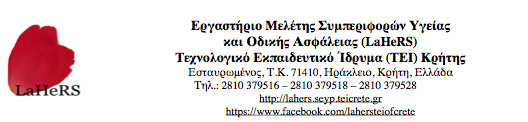 Εργαστήριο Μελέτης Συμπεριφορών Υγείας
και Οδικής Ασφάλειας (LaHeRS)
Τεχνολογικό Εκπαιδευτικό Ίδρυμα (ΤΕΙ) Κρήτης
Εσταυρωμένος, Τ.Κ. 71410, Ηράκλειο, Κρήτη, Ελλάδα
Τηλ.: 2810 379516 – 2810 379518 – 2810 379528
http://lahers.seyp.teicrete.gr
https://www.facebook.com/lahersteiofcrete
LaHeRS